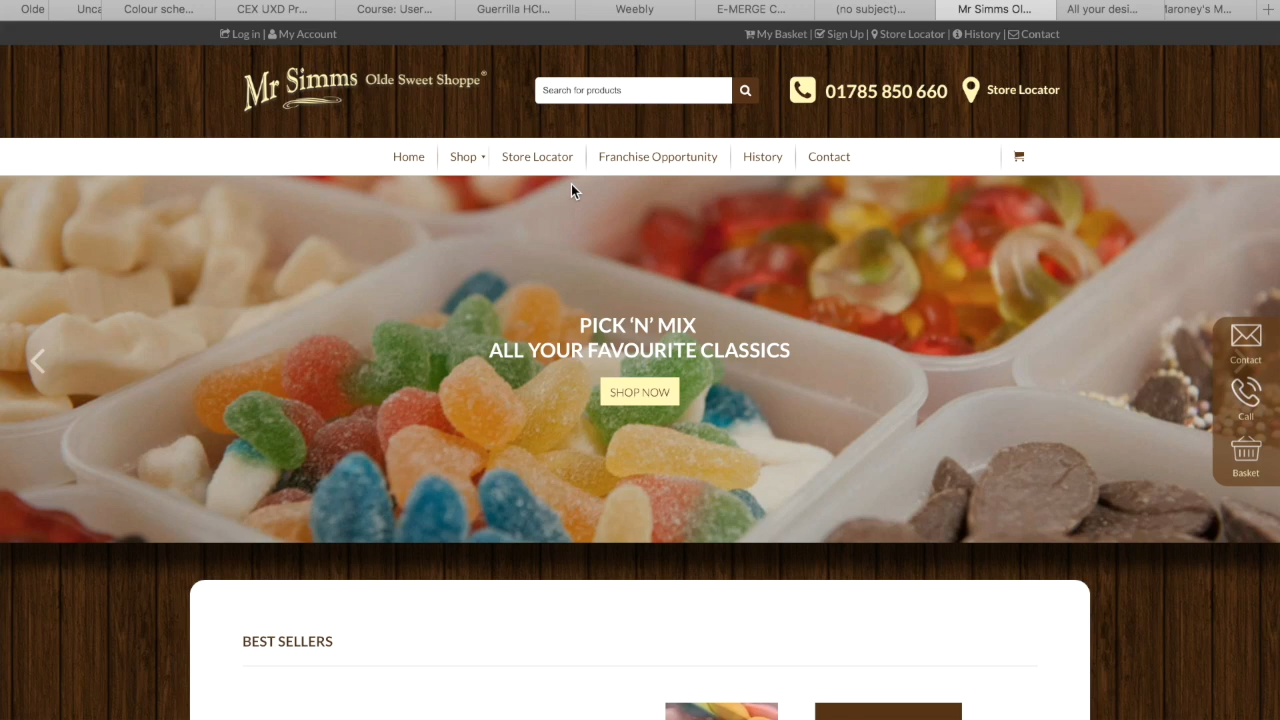 Olde
Unca
Colour sche...
CEX UXD Pr...
Course: User...
Guerrilla HCI...
Weebly
E-MERGE C...
(no subject)...
Mr Simms Ol...
All your desi...
Maroney's M...
Log in | My Account
My Basket | Sign Up | Store Locator | History | Contact
Mr Simms Olde Sweet Shoppe®
Search for products
01785 850 660
Store Locator
Home
Shop
Store Locator
Franchise Opportunity
History
Contact
PICK ‘N’ MIX
ALL YOUR FAVOURITE CLASSICS
SHOP NOW
Contact
Call
Basket
BEST SELLERS